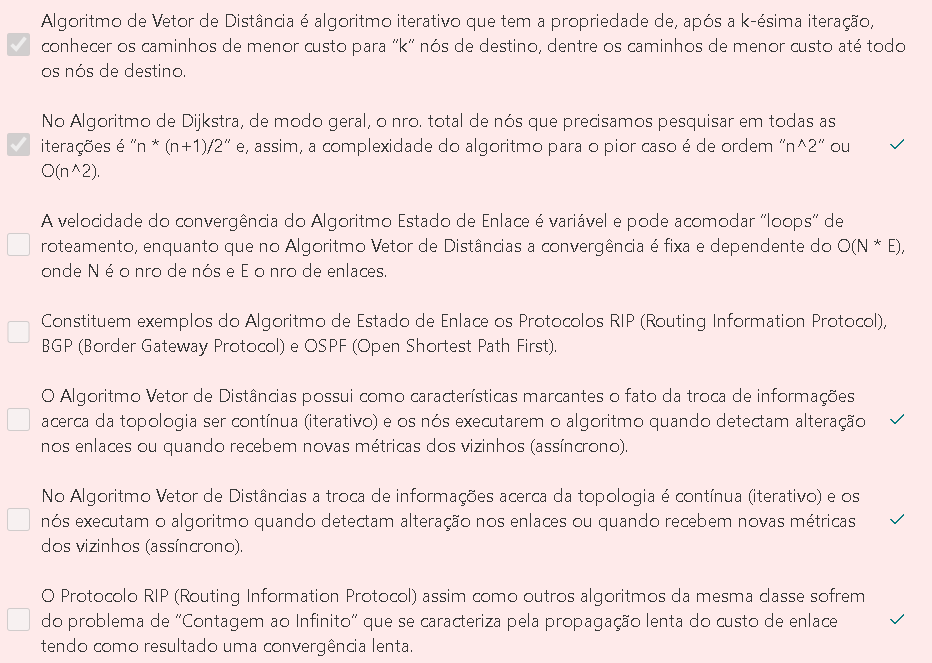 Algoritmo de Vetor de Distância é algoritmo iterativo que tem a propriedade de, após a k-ésima iteração,
conhecer os caminhos de menor custo para “k” nós de destino, dentre os caminhos de menor custo até todo
os nós de destino.
No Algoritmo de Dijkstra, de modo geral, o nro. total de nós que precisamos pesquisar em todas as
iterações é “n * (n+1)/2” e, assim, a complexidade do algoritmo para o pior caso é de ordem “n^2” ou
O(n^2).
A velocidade do convergência do Algoritmo Estado de Enlace é variável e pode acomodar “loops” de
roteamento, enquanto que no Algoritmo Vetor de Distâncias a convergência é fixa e dependente do O(N * E),
onde N é o nro de nós e E o nro de enlaces.
Constituem exemplos do Algoritmo de Estado de Enlace os Protocolos RIP (Routing Information Protocol),
BGP (Border Gateway Protocol) e OSPF (Open Shortest Path First).
O Algoritmo Vetor de Distâncias possui como características marcantes o fato da troca de informações
acerca da topologia ser contínua (iterativo) e os nós executarem o algoritmo quando detectam alteração
nos enlaces ou quando recebem novas métricas dos vizinhos (assíncrono).
No Algoritmo Vetor de Distâncias a troca de informações acerca da topologia é contínua (iterativo) e os
nós executam o algoritmo quando detectam alteração nos enlaces ou quando recebem novas métricas
dos vizinhos (assíncrono).
O Protocolo RIP (Routing Information Protocol) assim como outros algoritmos da mesma classe sofrem
do problema de “Contagem ao Infinito” que se caracteriza pela propagação lenta do custo de enlace
tendo como resultado uma convergência lenta.